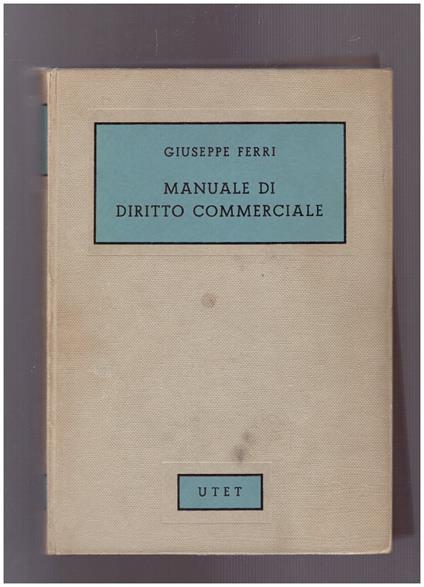 GIUSEPPE FERRI
MANUALE DI
DIRITTO COMMERCIALE
UTET